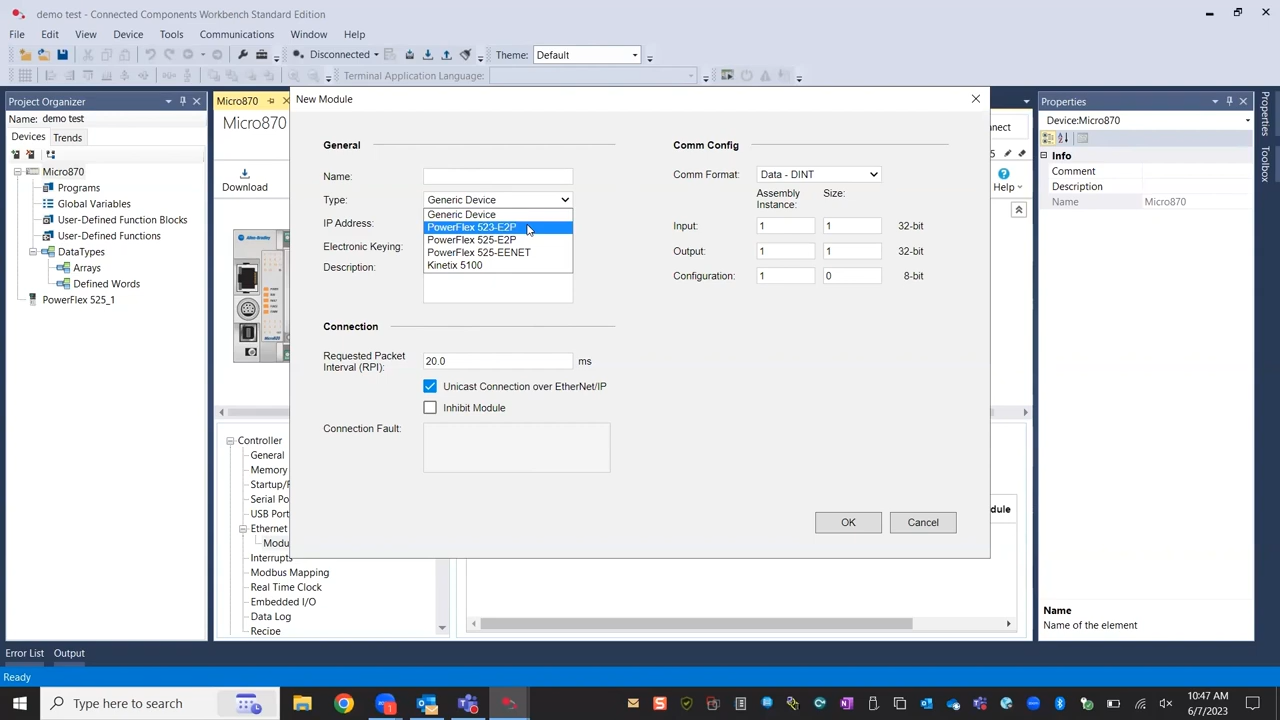 demo test - Connected Components Workbench Standard Edition
File Edit View Device Tools Communications Window Help
Disconnected Theme: Default
Terminal Application Language:
Project Organizer
Name: demo test
Devices Trends
Micro870
Programs
Global Variables
User-Defined Function Blocks
User-Defined Functions
DataTypes
Arrays
Defined Words
PowerFlex 525_1
Micro870
Micro870
Download
Help
New Module
General
Name:
Type: Generic Device
Generic Device
PowerFlex 523-E2P
PowerFlex 525-E2P
PowerFlex 525-EENET
Kinetix 5100
IP Address:
Electronic Keying:
Description:
Connection
Requested Packet
Interval (RPI): 20.0 ms
Unicast Connection over EtherNet/IP
Inhibit Module
Connection Fault:
Comm Config
Comm Format: Data - DINT
Assembly
Instance: Size:
Input: 1 1 32-bit
Output: 1 1 32-bit
Configuration: 1 0 8-bit
OK Cancel
Controller
General
Memory
Startup/F
Serial Po
USB Port
Ethernet
Modu
Interrupts
Modbus Mapping
Real Time Clock
Embedded I/O
Data Log
Recipe
Properties
Device:Micro870
Info
Comment
Description
Name Micro870
Name
Name of the element
Properties
Toolbox
Error List Output
Ready
Type here to search
10:47 AM
6/7/2023